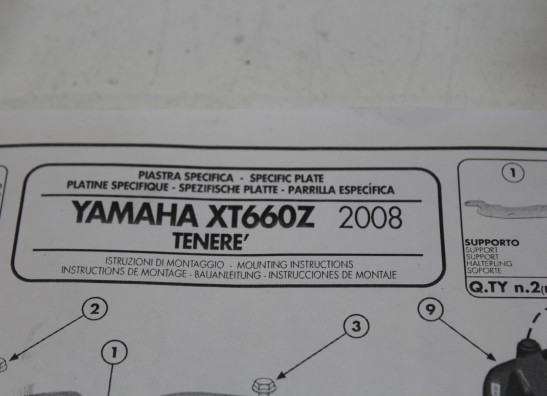 PIASTRA SPECIFICA - SPECIFIC PLATE
PLATINE SPECIFIQUE - SPEZIFISCHE PLATTE - PARRILLA ESPECÍFICA
YAMAHA XT660Z 2008
TENERE'
ISTRUZIONI DI MONTAGGIO - MOUNTING INSTRUCTIONS
INSTRUCTIONS DE MONTAGE - BAUANLEITUNG - INSTRUCCIONES DE MONTAJE
1
SUPPORTO
SUPPORT
SUPPORT
HALTERUNG
SOPORTE
Q.TY n.2
2
3
9
1